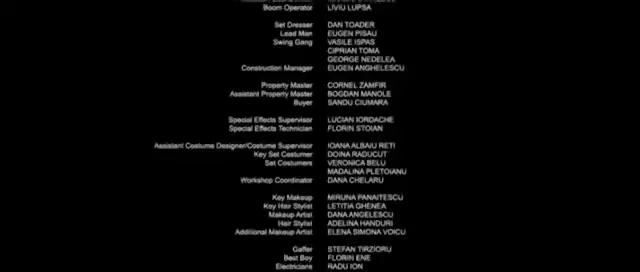 Boom Operator LIVIU LUPSA
Set Dresser DAN TOADER
Lead Man EUGEN PISAU
Swing Gang VASILE ISPAS
CIPRIAN TOMA
GEORGE NEDELEA
Construction Manager EUGEN ANGHELESCU
Property Master CORNEL ZAMFIR
Assistant Property Master BOGDAN MANOLE
Buyer SANDU CIUMARA
Special Effects Supervisor LUCIAN IORDACHE
Special Effects Technician FLORIN STOIAN
Assistant Costume Designer/Costume Supervisor IOANA ALBAIU RETI
Key Set Costumer DOINA RADUCUT
Set Costumers VERONICA BELU
MADALINA PLETOIANU
Workshop Coordinator DANA CHELARU
Key Makeup MIRUNA PANAITESCU
Key Hair Stylist LETITIA GHENEA
Makeup Artist DANA ANGELESCU
Hair Stylist ADELINA HANDURI
Additional Makeup Artist ELENA SIMONA VOICU
Gaffer STEFAN TIRZIORU
Best Boy FLORIN ENE
Electricians RADU ION